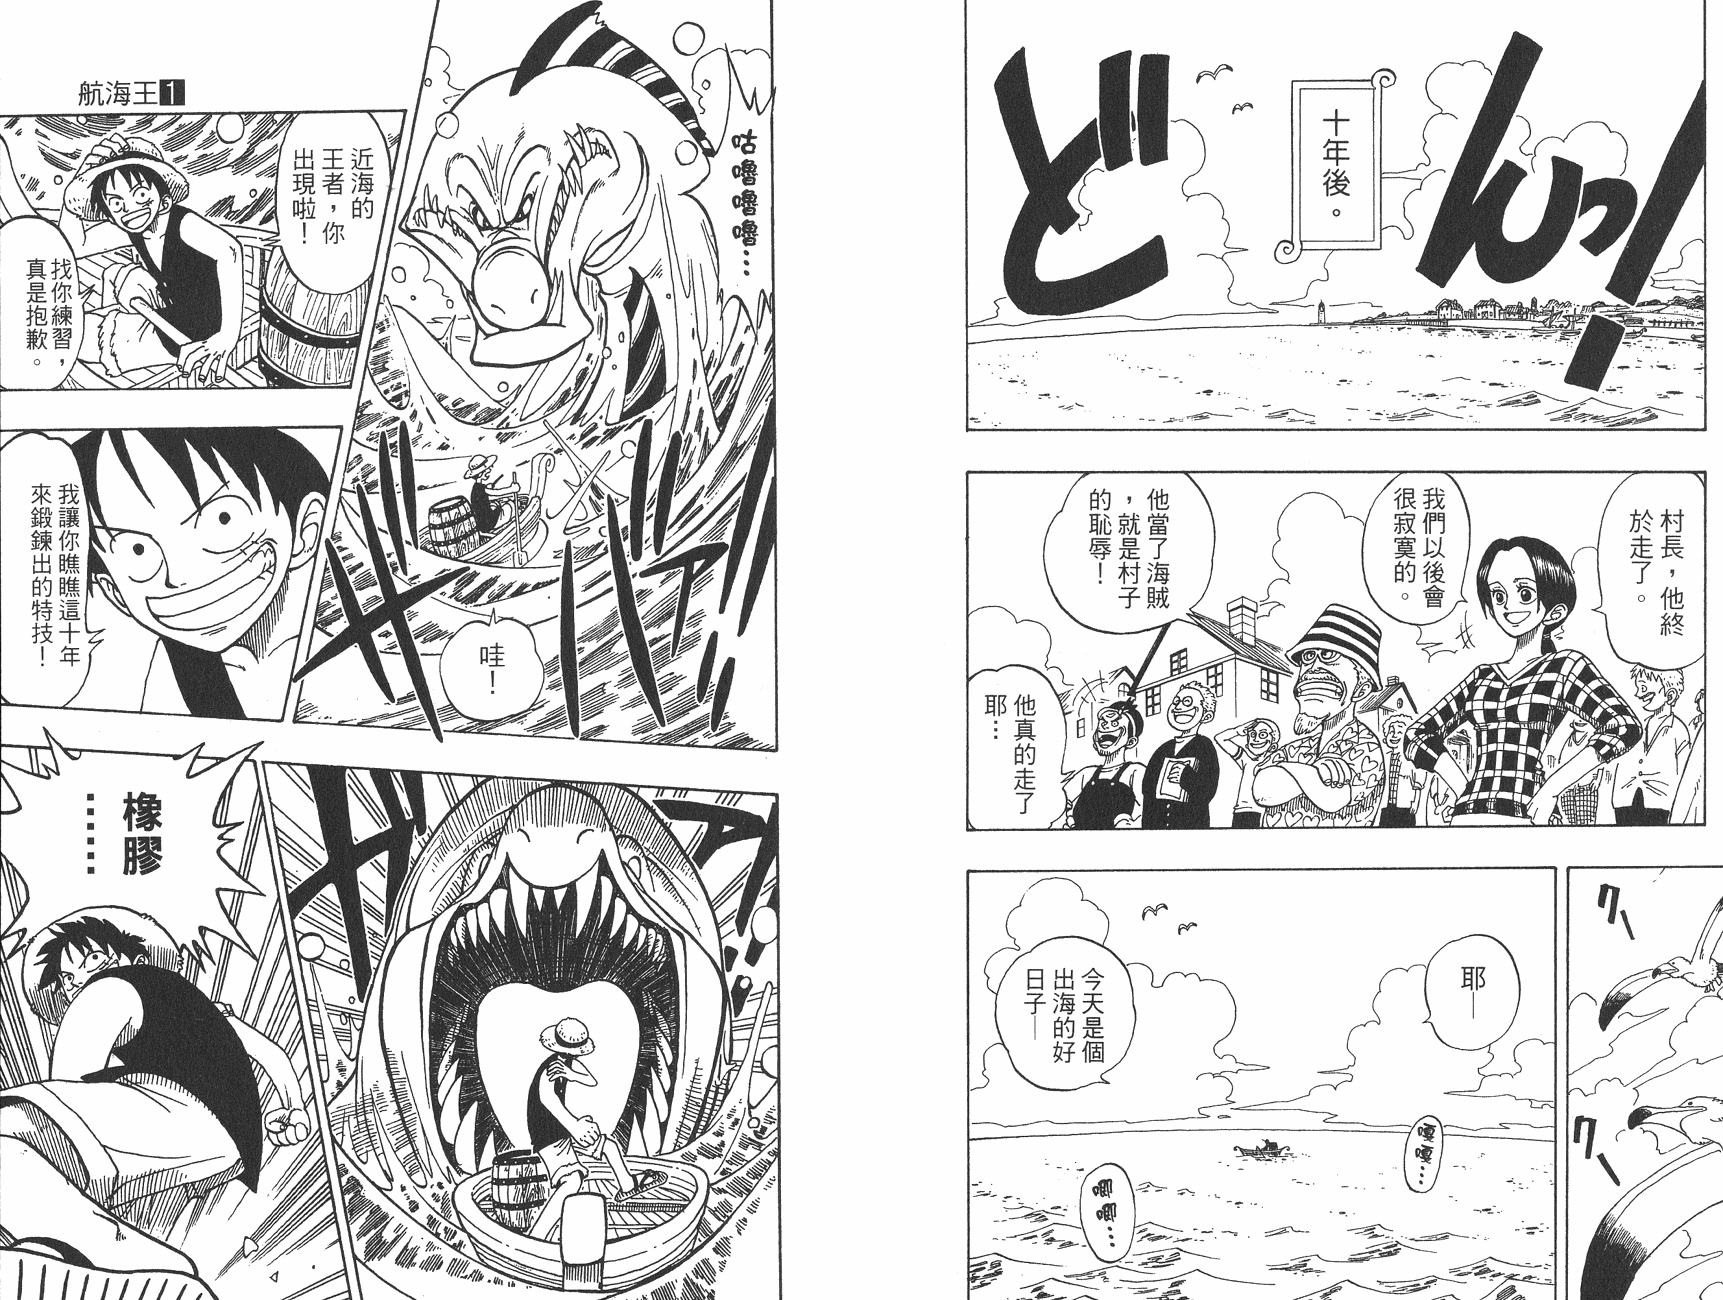 十年後。
どんっ!
村長，他終
於走了。
我們以後會
很寂寞的。
他當了海賊
，就是村子
的恥辱！
他真的走了
耶…
クー
クー
耶—
今天是個
出海的好
日子—
嘎嘎…
唧唧…
航海王1
咕嚕嚕嚕…
哇！
近海的
王者，你
出現啦！
找你練習，
真是抱歉。
我讓你瞧瞧這十年
來鍛鍊出的特技！
橡膠
……